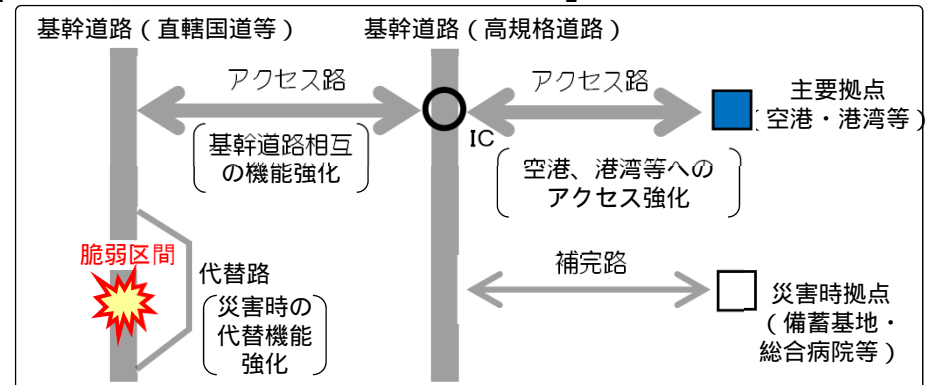 基幹道路（直轄国道等）
基幹道路（高規格道路）
アクセス路
アクセス路
主要拠点
（空港・港湾等）
IC
基幹道路相互
の機能強化
空港、港湾等への
アクセス強化
脆弱区間
代替路
災害時の
代替機能
強化
補完路
災害時拠点
（備蓄基地・
総合病院等）